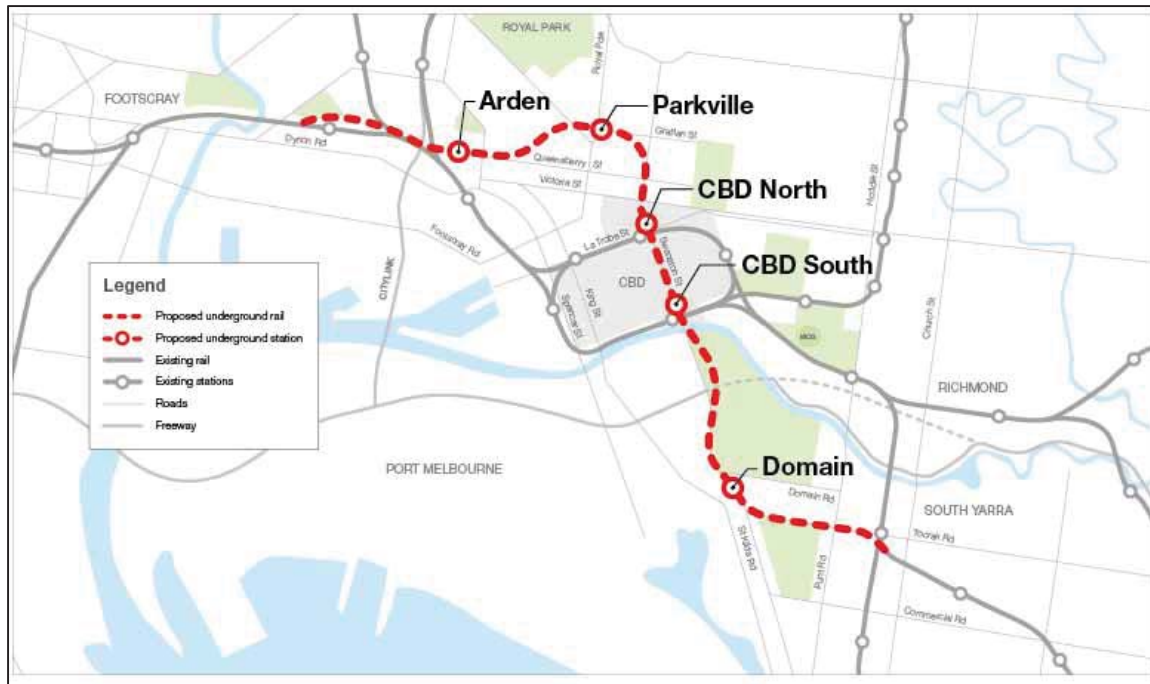 ROYAL PARK
Royal Pde
FOOTSCRAY
Arden
Parkville
Grattan St
Dynon Rd
Queensberry St
Victoria St
Hoddle St
CBD North
Footscray Rd
La Trobe St
Swanston St
CBD South
CBD
CITYLINK
Spencer St
King St
Church St
MCG
Legend
Proposed underground rail
Proposed underground station
Existing rail
Existing stations
Roads
Freeway
RICHMOND
PORT MELBOURNE
Domain
Domain Rd
SOUTH YARRA
Toorak Rd
St Kilda Rd
Punt Rd
Commercial Rd